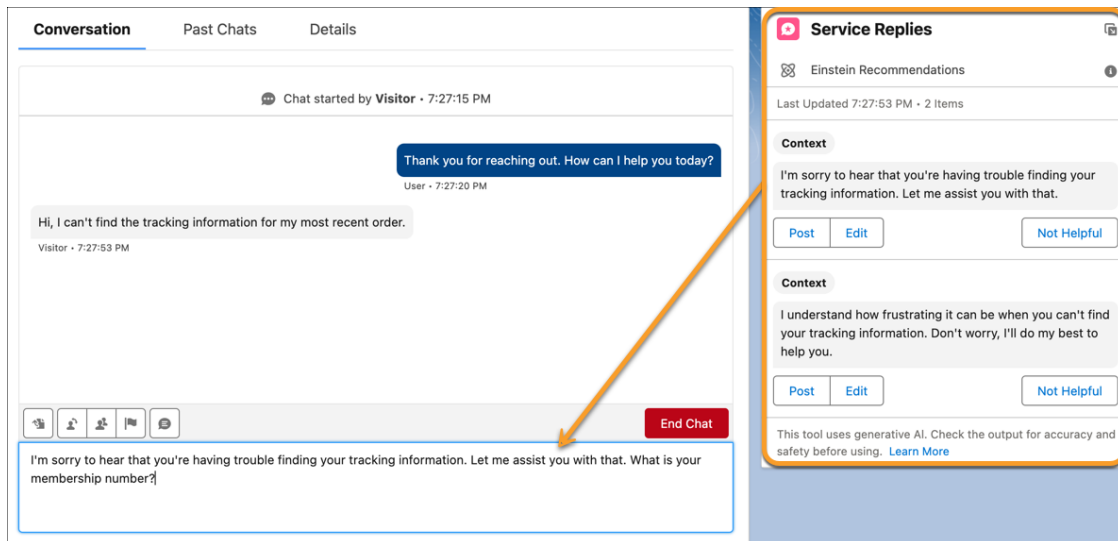 Conversation
Past Chats
Details
Chat started by Visitor • 7:27:15 PM
Thank you for reaching out. How can I help you today?
User • 7:27:20 PM
Hi, I can't find the tracking information for my most recent order.
Visitor • 7:27:53 PM
End Chat
I'm sorry to hear that you're having trouble finding your tracking information. Let me assist you with that. What is your
membership number?
Service Replies
Einstein Recommendations
Last Updated 7:27:53 PM • 2 Items
Context
I'm sorry to hear that you're having trouble finding your
tracking information. Let me assist you with that.
Post
Edit
Not Helpful
Context
I understand how frustrating it can be when you can't find
your tracking information. Don't worry, I'll do my best to
help you.
Post
Edit
Not Helpful
This tool uses generative AI. Check the output for accuracy and
safety before using. Learn More